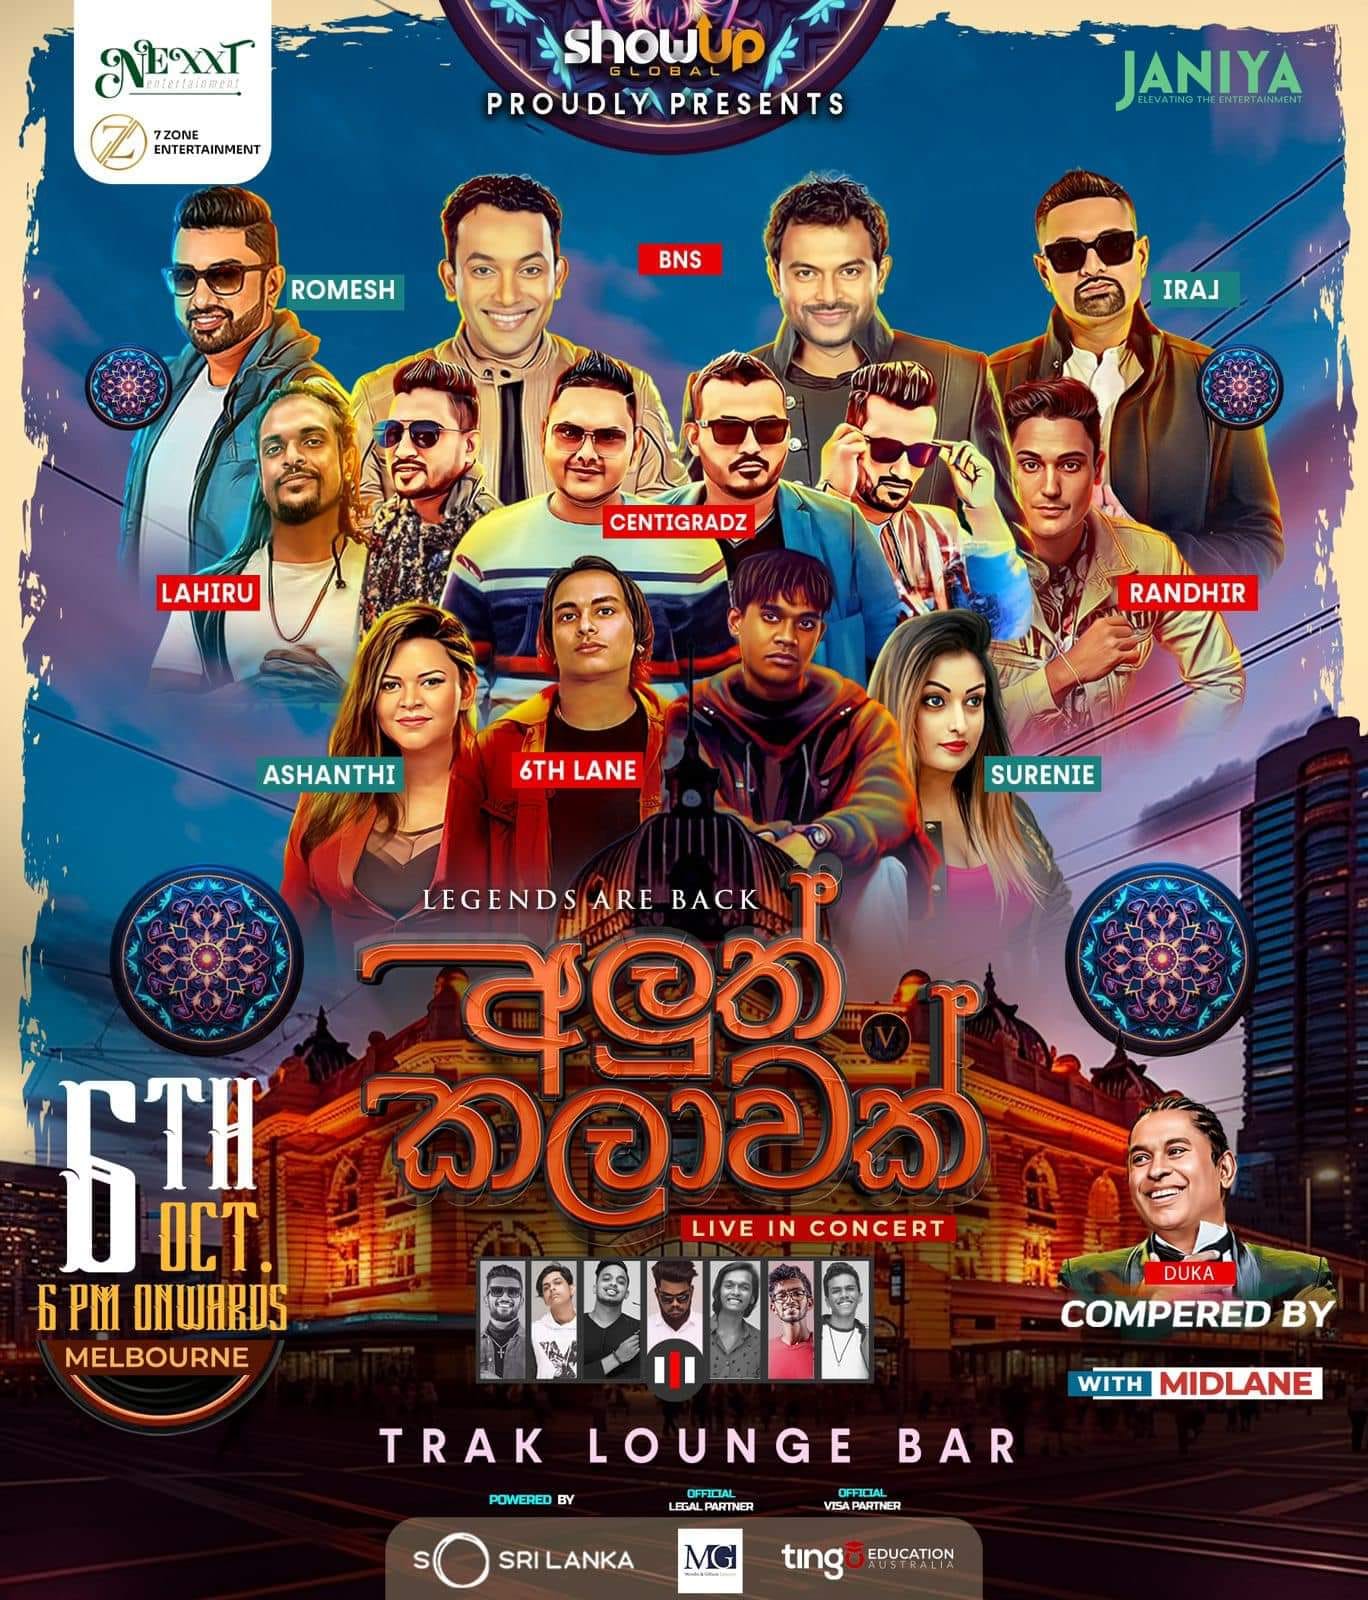 NEXXT
entertainment
7 ZONE
ENTERTAINMENT
showUp
GLOBAL
PROUDLY PRESENTS
JANIYA
ELEVATING THE ENTERTAINMENT
ROMESH
BNS
IRAJ
CENTIGRADZ
LAHIRU
RANDHIR
ASHANTHI
6TH LANE
SURENIE
LEGENDS ARE BACK
අලුත්
කලාවක්
V
LIVE IN CONCERT
6TH
OCT.
6 PM ONWARDS
MELBOURNE
DUKA
COMPERED BY
WITH MIDLANE
TRAK LOUNGE BAR
POWERED BY
SO SRI LANKA
OFFICIAL
LEGAL PARTNER
MG
OFFICIAL
VISA PARTNER
ting
EDUCATION
AUSTRALIA